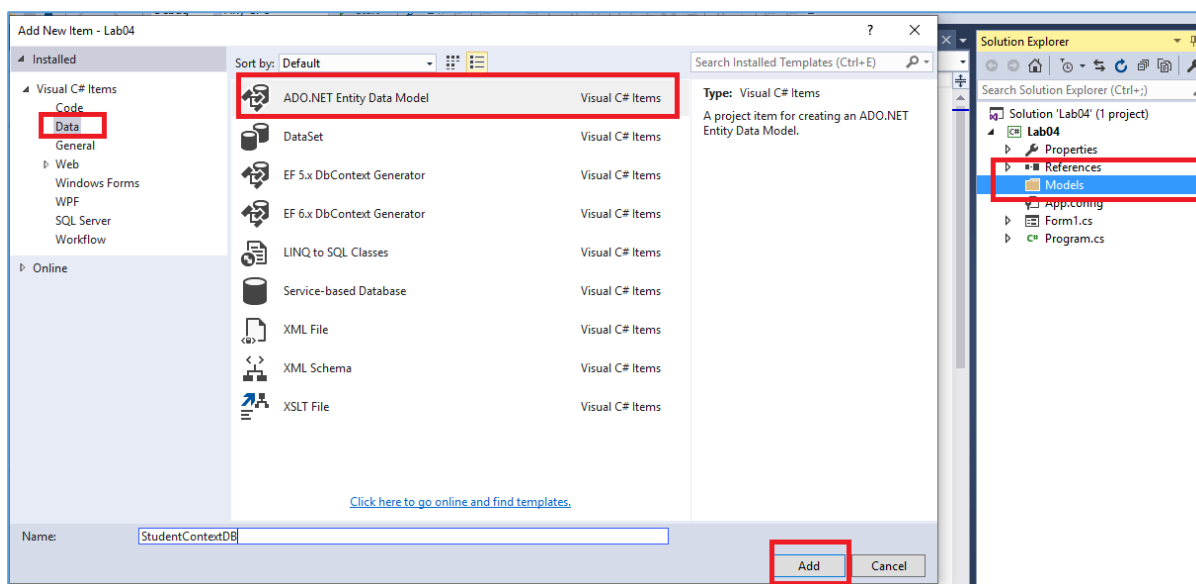 Add New Item - Lab04
?
Installed
Visual C# Items
Code
Data
General
Web
Windows Forms
WPF
SQL Server
Workflow
Online
Sort by: Default
ADO.NET Entity Data Model Visual C# Items
DataSet Visual C# Items
EF 5.x DbContext Generator Visual C# Items
EF 6.x DbContext Generator Visual C# Items
LINQ to SQL Classes Visual C# Items
Service-based Database Visual C# Items
XML File Visual C# Items
XML Schema Visual C# Items
XSLT File Visual C# Items
Click here to go online and find templates.
Search Installed Templates (Ctrl+E)
Type: Visual C# Items
A project item for creating an ADO.NET
Entity Data Model.
Name: StudentContextDB
Add Cancel
Solution Explorer
Search Solution Explorer (Ctrl+;)
Solution 'Lab04' (1 project)
C# Lab04
Properties
References
Models
App.config
Form1.cs
C# Program.cs